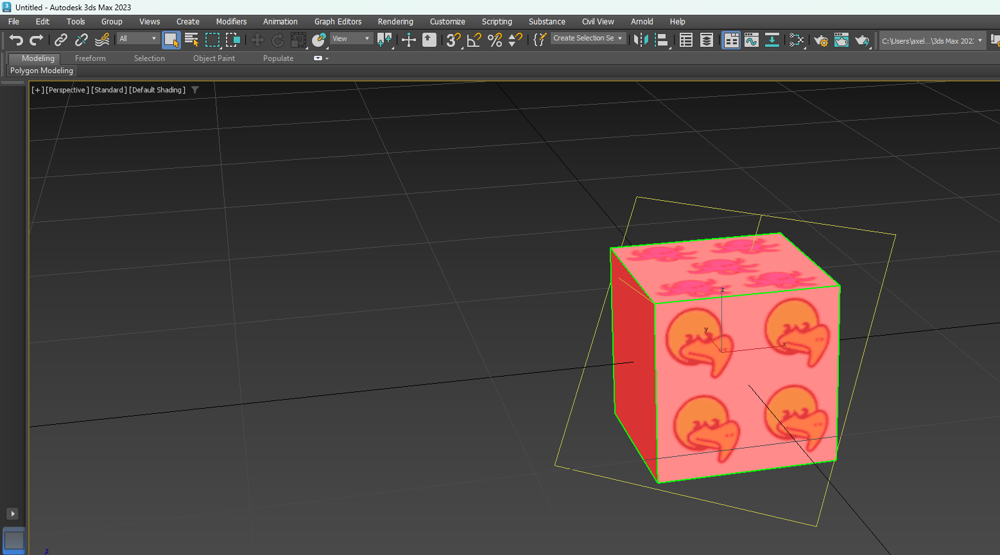 Untitled - Autodesk 3ds Max 2023
File Edit Tools Group Views Create Modifiers Animation Graph Editors Rendering Customize Scripting Substance Civil View Arnold Help
All View Create Selection Se C:\Users\axel...\3ds Max 202
Modeling Freeform Selection Object Paint Populate
Polygon Modeling
[+] [Perspective] [Standard] [Default Shading]
z
y
x
z